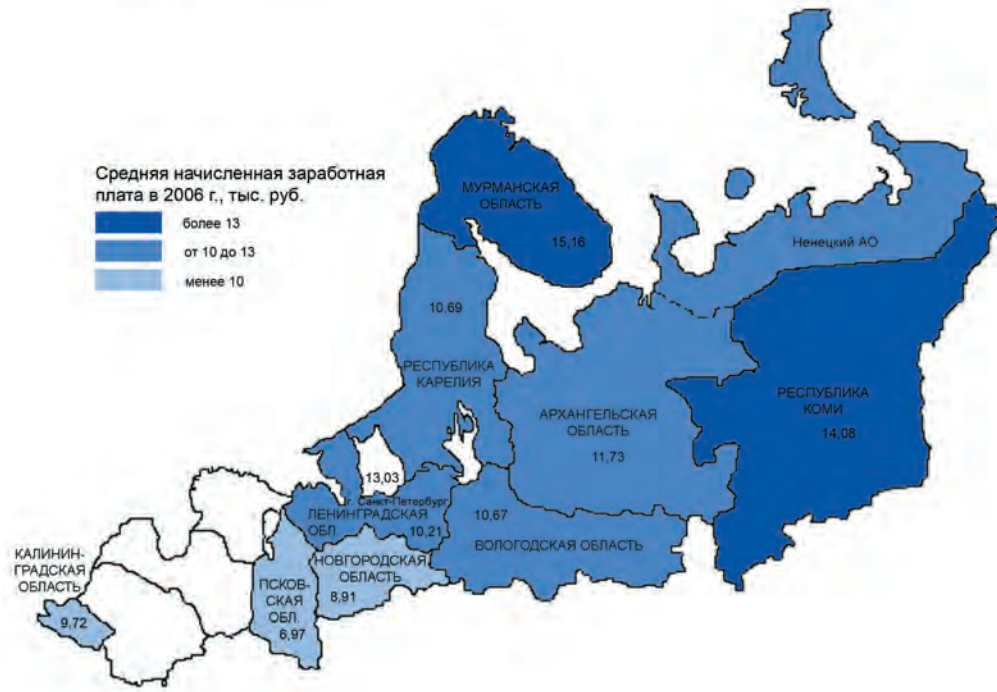 Средняя начисленная заработная
плата в 2006 г., тыс. руб.
более 13
от 10 до 13
менее 10
МУРМАНСКАЯ
ОБЛАСТЬ
15,16
Ненецкий АО
10,69
РЕСПУБЛИКА
КАРЕЛИЯ
АРХАНГЕЛЬСКАЯ
ОБЛАСТЬ
11,73
РЕСПУБЛИКА
КОМИ
14,08
13,03
г. Санкт-Петербург
ЛЕНИНГРАДСКАЯ
ОБЛ.
10,21
10,67
ВОЛОГОДСКАЯ ОБЛАСТЬ
НОВГОРОДСКАЯ
ОБЛАСТЬ
8,91
ПСКОВ-
СКАЯ
ОБЛ.
6,97
КАЛИНИН-
ГРАДСКАЯ
ОБЛАСТЬ
9,72